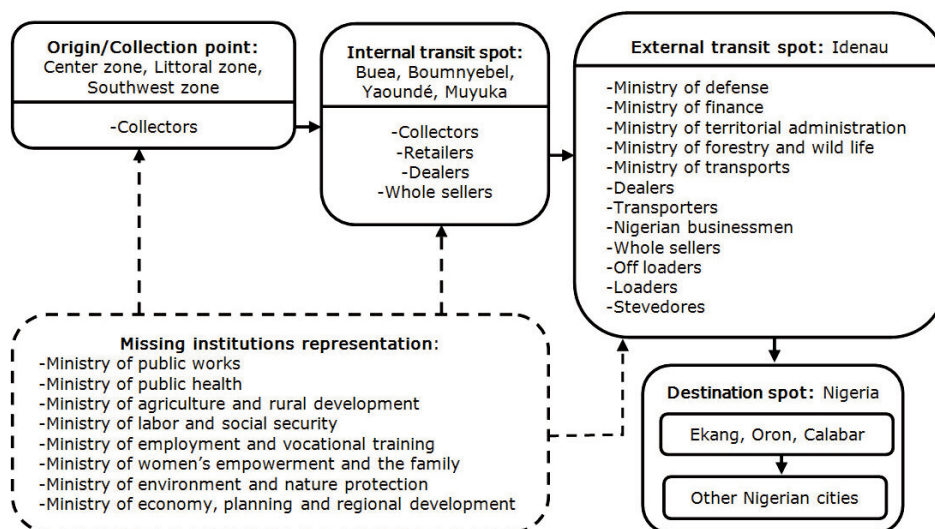 Origin/Collection point:
Center zone, Littoral zone,
Southwest zone
-Collectors
Internal transit spot:
Buea, Boumnyebel,
Yaoundé, Muyuka
-Collectors
-Retailers
-Dealers
-Whole sellers
External transit spot: Idenau
-Ministry of defense
-Ministry of finance
-Ministry of territorial administration
-Ministry of forestry and wild life
-Ministry of transports
-Dealers
-Transporters
-Nigerian businessmen
-Whole sellers
-Off loaders
-Loaders
-Stevedores
Missing institutions representation:
-Ministry of public works
-Ministry of public health
-Ministry of agriculture and rural development
-Ministry of labor and social security
-Ministry of employment and vocational training
-Ministry of women’s empowerment and the family
-Ministry of environment and nature protection
-Ministry of economy, planning and regional development
Destination spot: Nigeria
Ekang, Oron, Calabar
Other Nigerian cities